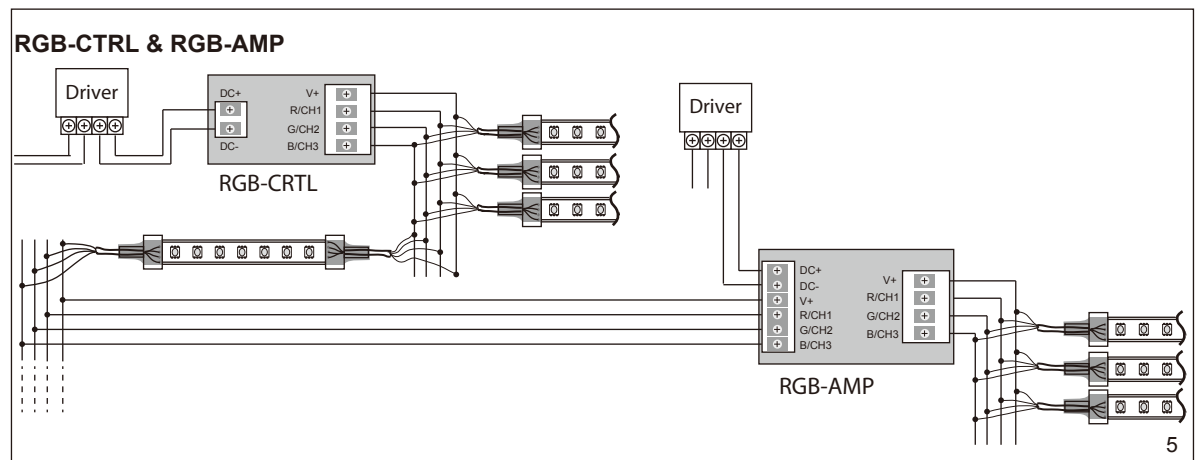 RGB-CTRL & RGB-AMP
Driver
DC+
DC-
V+
R/CH1
G/CH2
B/CH3
RGB-CRTL
Driver
DC+
DC-
V+
R/CH1
G/CH2
B/CH3
V+
R/CH1
G/CH2
B/CH3
RGB-AMP
5